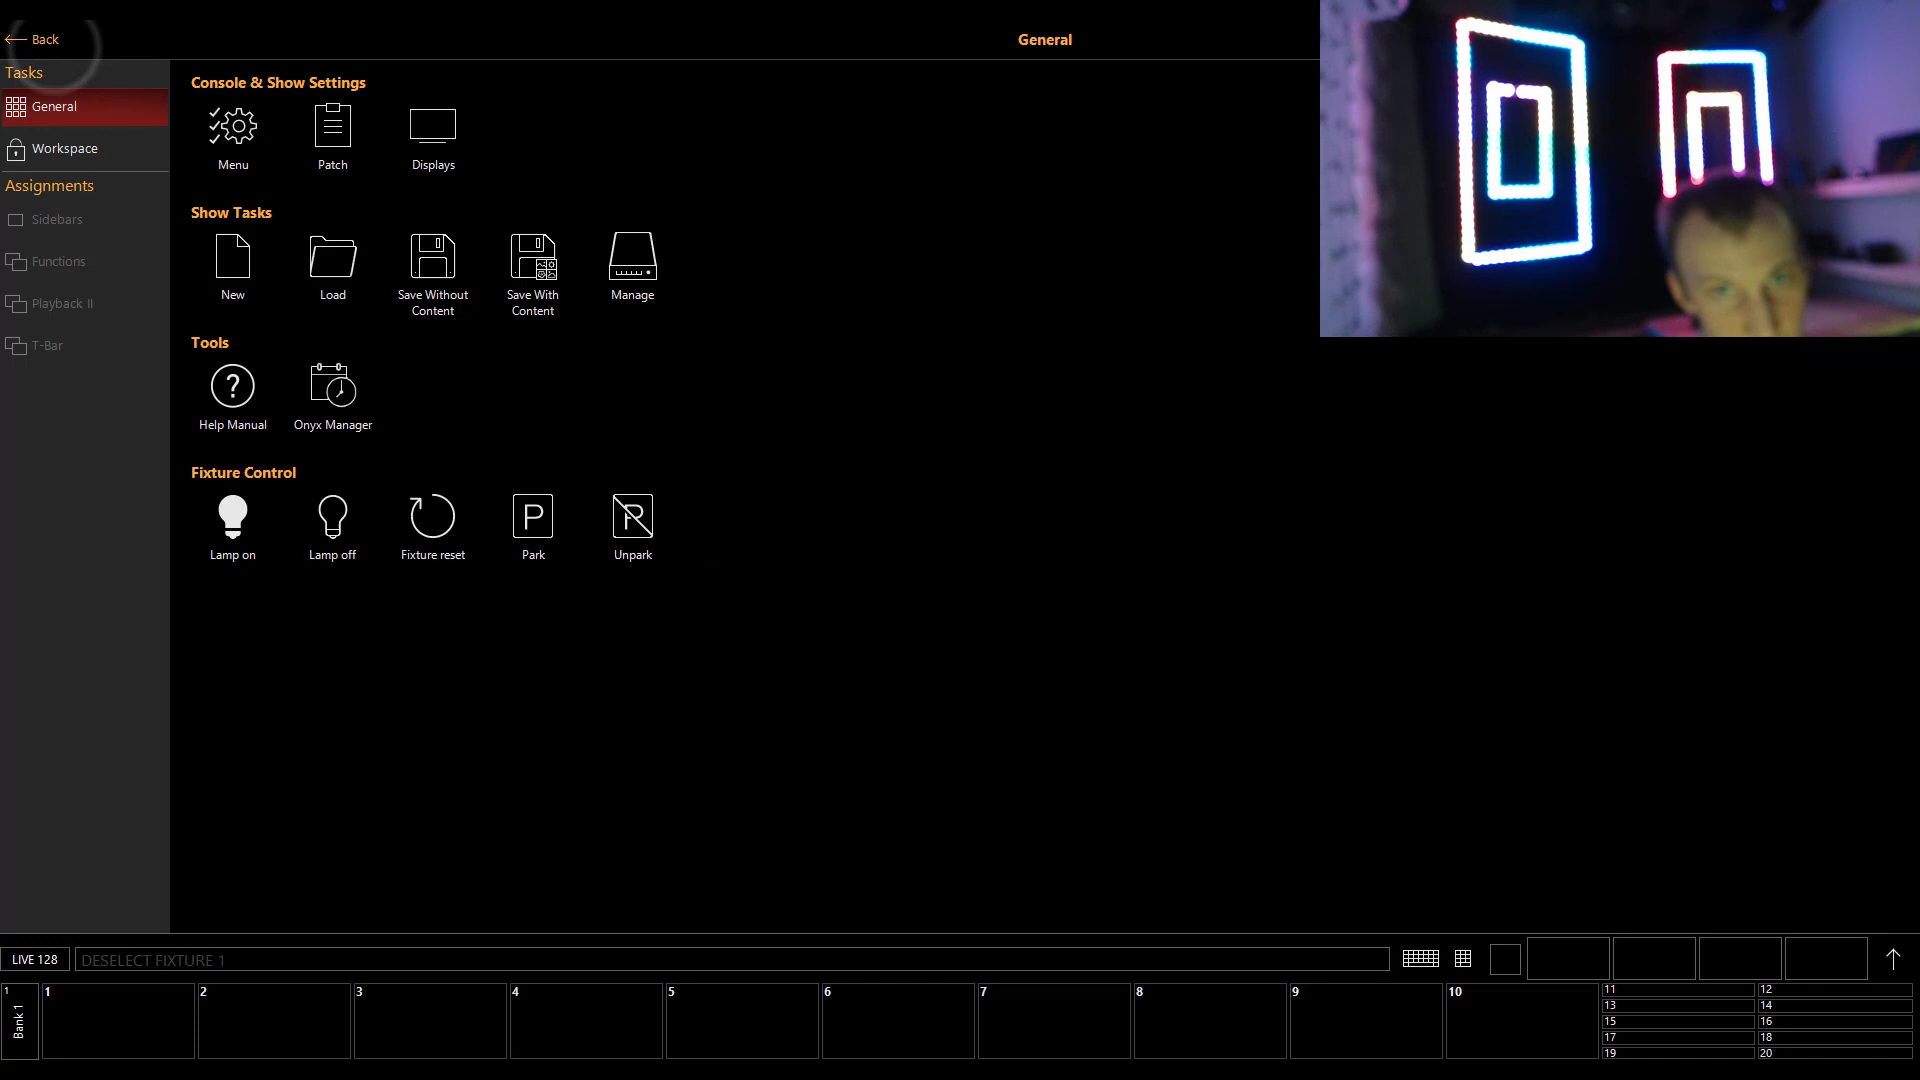 Back
General
Tasks
General
Workspace
Assignments
Sidebars
Functions
Playback II
T-Bar
Console & Show Settings
Menu
Patch
Displays
Show Tasks
New
Load
Save Without
Content
Save With
Content
Manage
Tools
?
Help Manual
Onyx Manager
Fixture Control
Lamp on
Lamp off
Fixture reset
P
Park
R
Unpark
LIVE 128
DESELECT FIXTURE 1
1
Bank 1
1
2
3
4
5
6
7
8
9
10
11
12
13
14
15
16
17
18
19
20